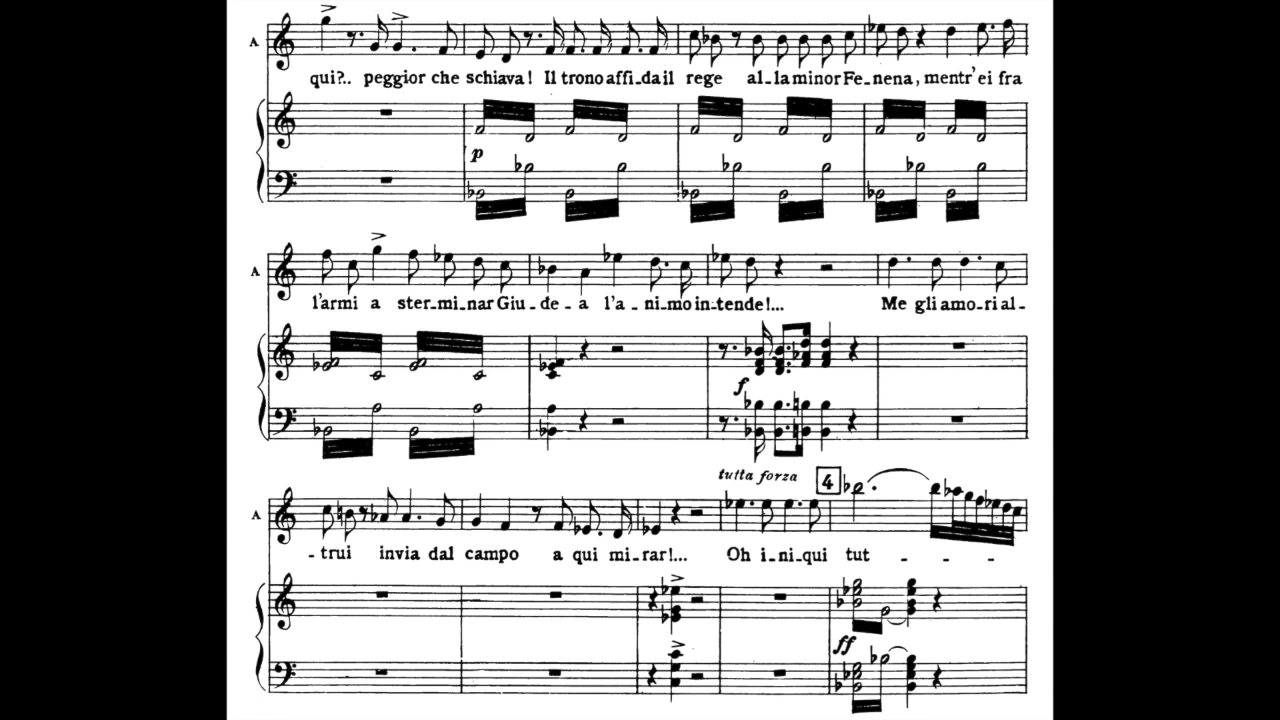 A
qui?.. peggior che schiava! Il trono affi_da il rege al_la minor Fe_nena, mentr'ei fra
p
A
l'armi a ster_mi_nar Giu_de_a l'a_ni_mo in_tende!... Me gli amo_ri al_
f
tutta forza 4
A
_trui invia dal campo a qui mi_rar!... Oh i_ni_qui tut _ _ _ _
ff